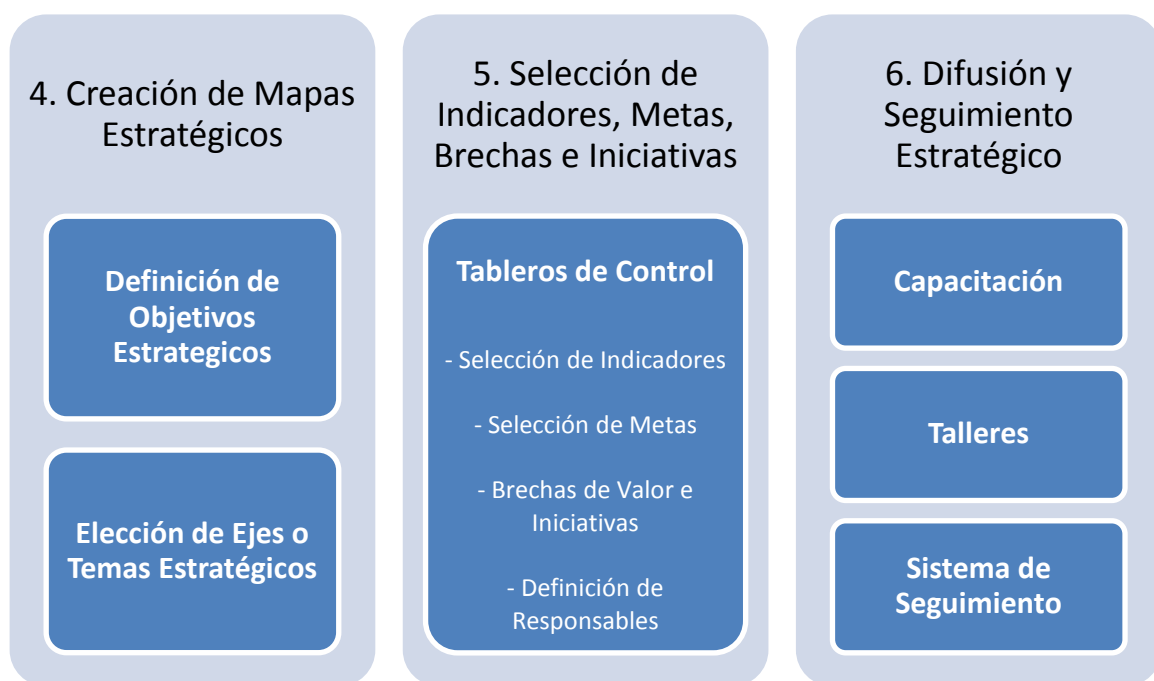 4. Creación de Mapas
Estratégicos
Definición de
Objetivos
Estrategicos
Elección de Ejes o
Temas Estratégicos
5. Selección de
Indicadores, Metas,
Brechas e Iniciativas
Tableros de Control
- Selección de Indicadores
- Selección de Metas
- Brechas de Valor e
Iniciativas
- Definición de
Responsables
6. Difusión y
Seguimiento
Estratégico
Capacitación
Talleres
Sistema de
Seguimiento